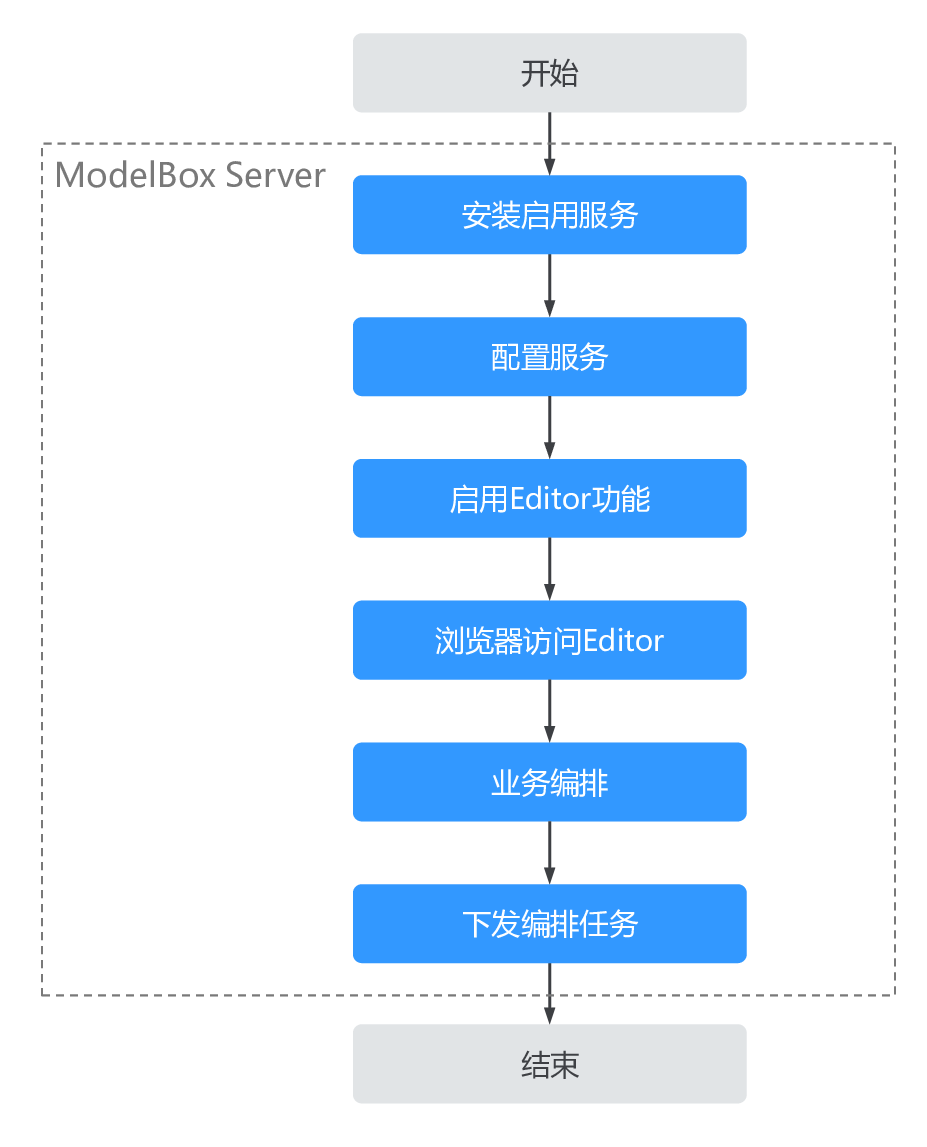 开始
ModelBox Server
安装启用服务
配置服务
启用Editor功能
浏览器访问Editor
业务编排
下发编排任务
结束